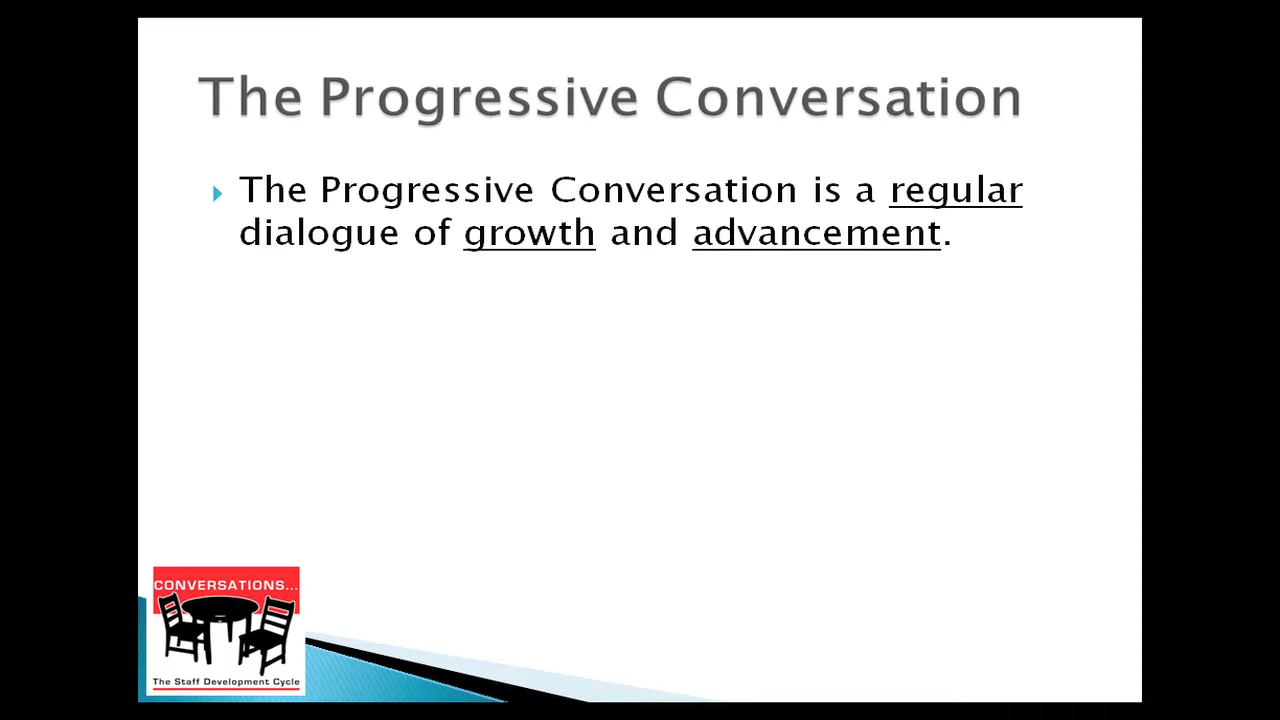 The Progressive Conversation
The Progressive Conversation is a regular
dialogue of growth and advancement.
CONVERSATIONS...
The Staff Development Cycle